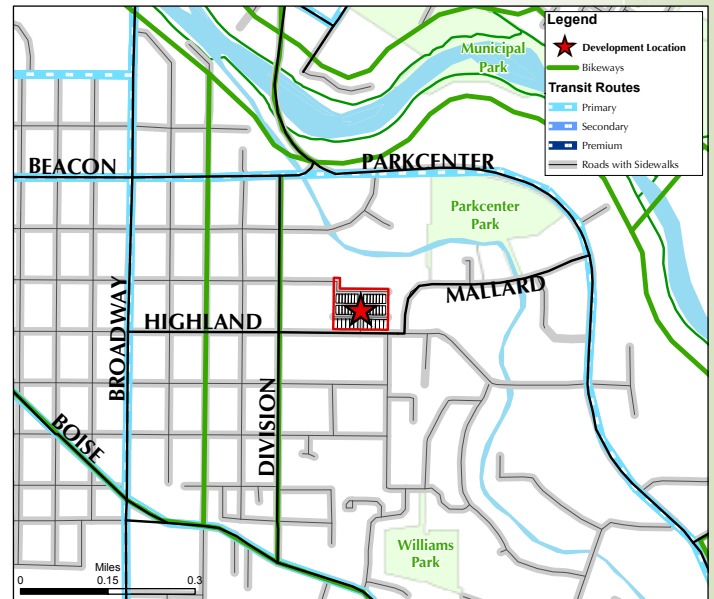 Legend
Development Location
Bikeways
Transit Routes
Primary
Secondary
Premium
Roads with Sidewalks
Municipal
Park
BEACON
PARKCENTER
Parkcenter
Park
BROADWAY
HIGHLAND
MALLARD
DIVISION
BOISE
Williams
Park
Miles
0 0.15 0.3